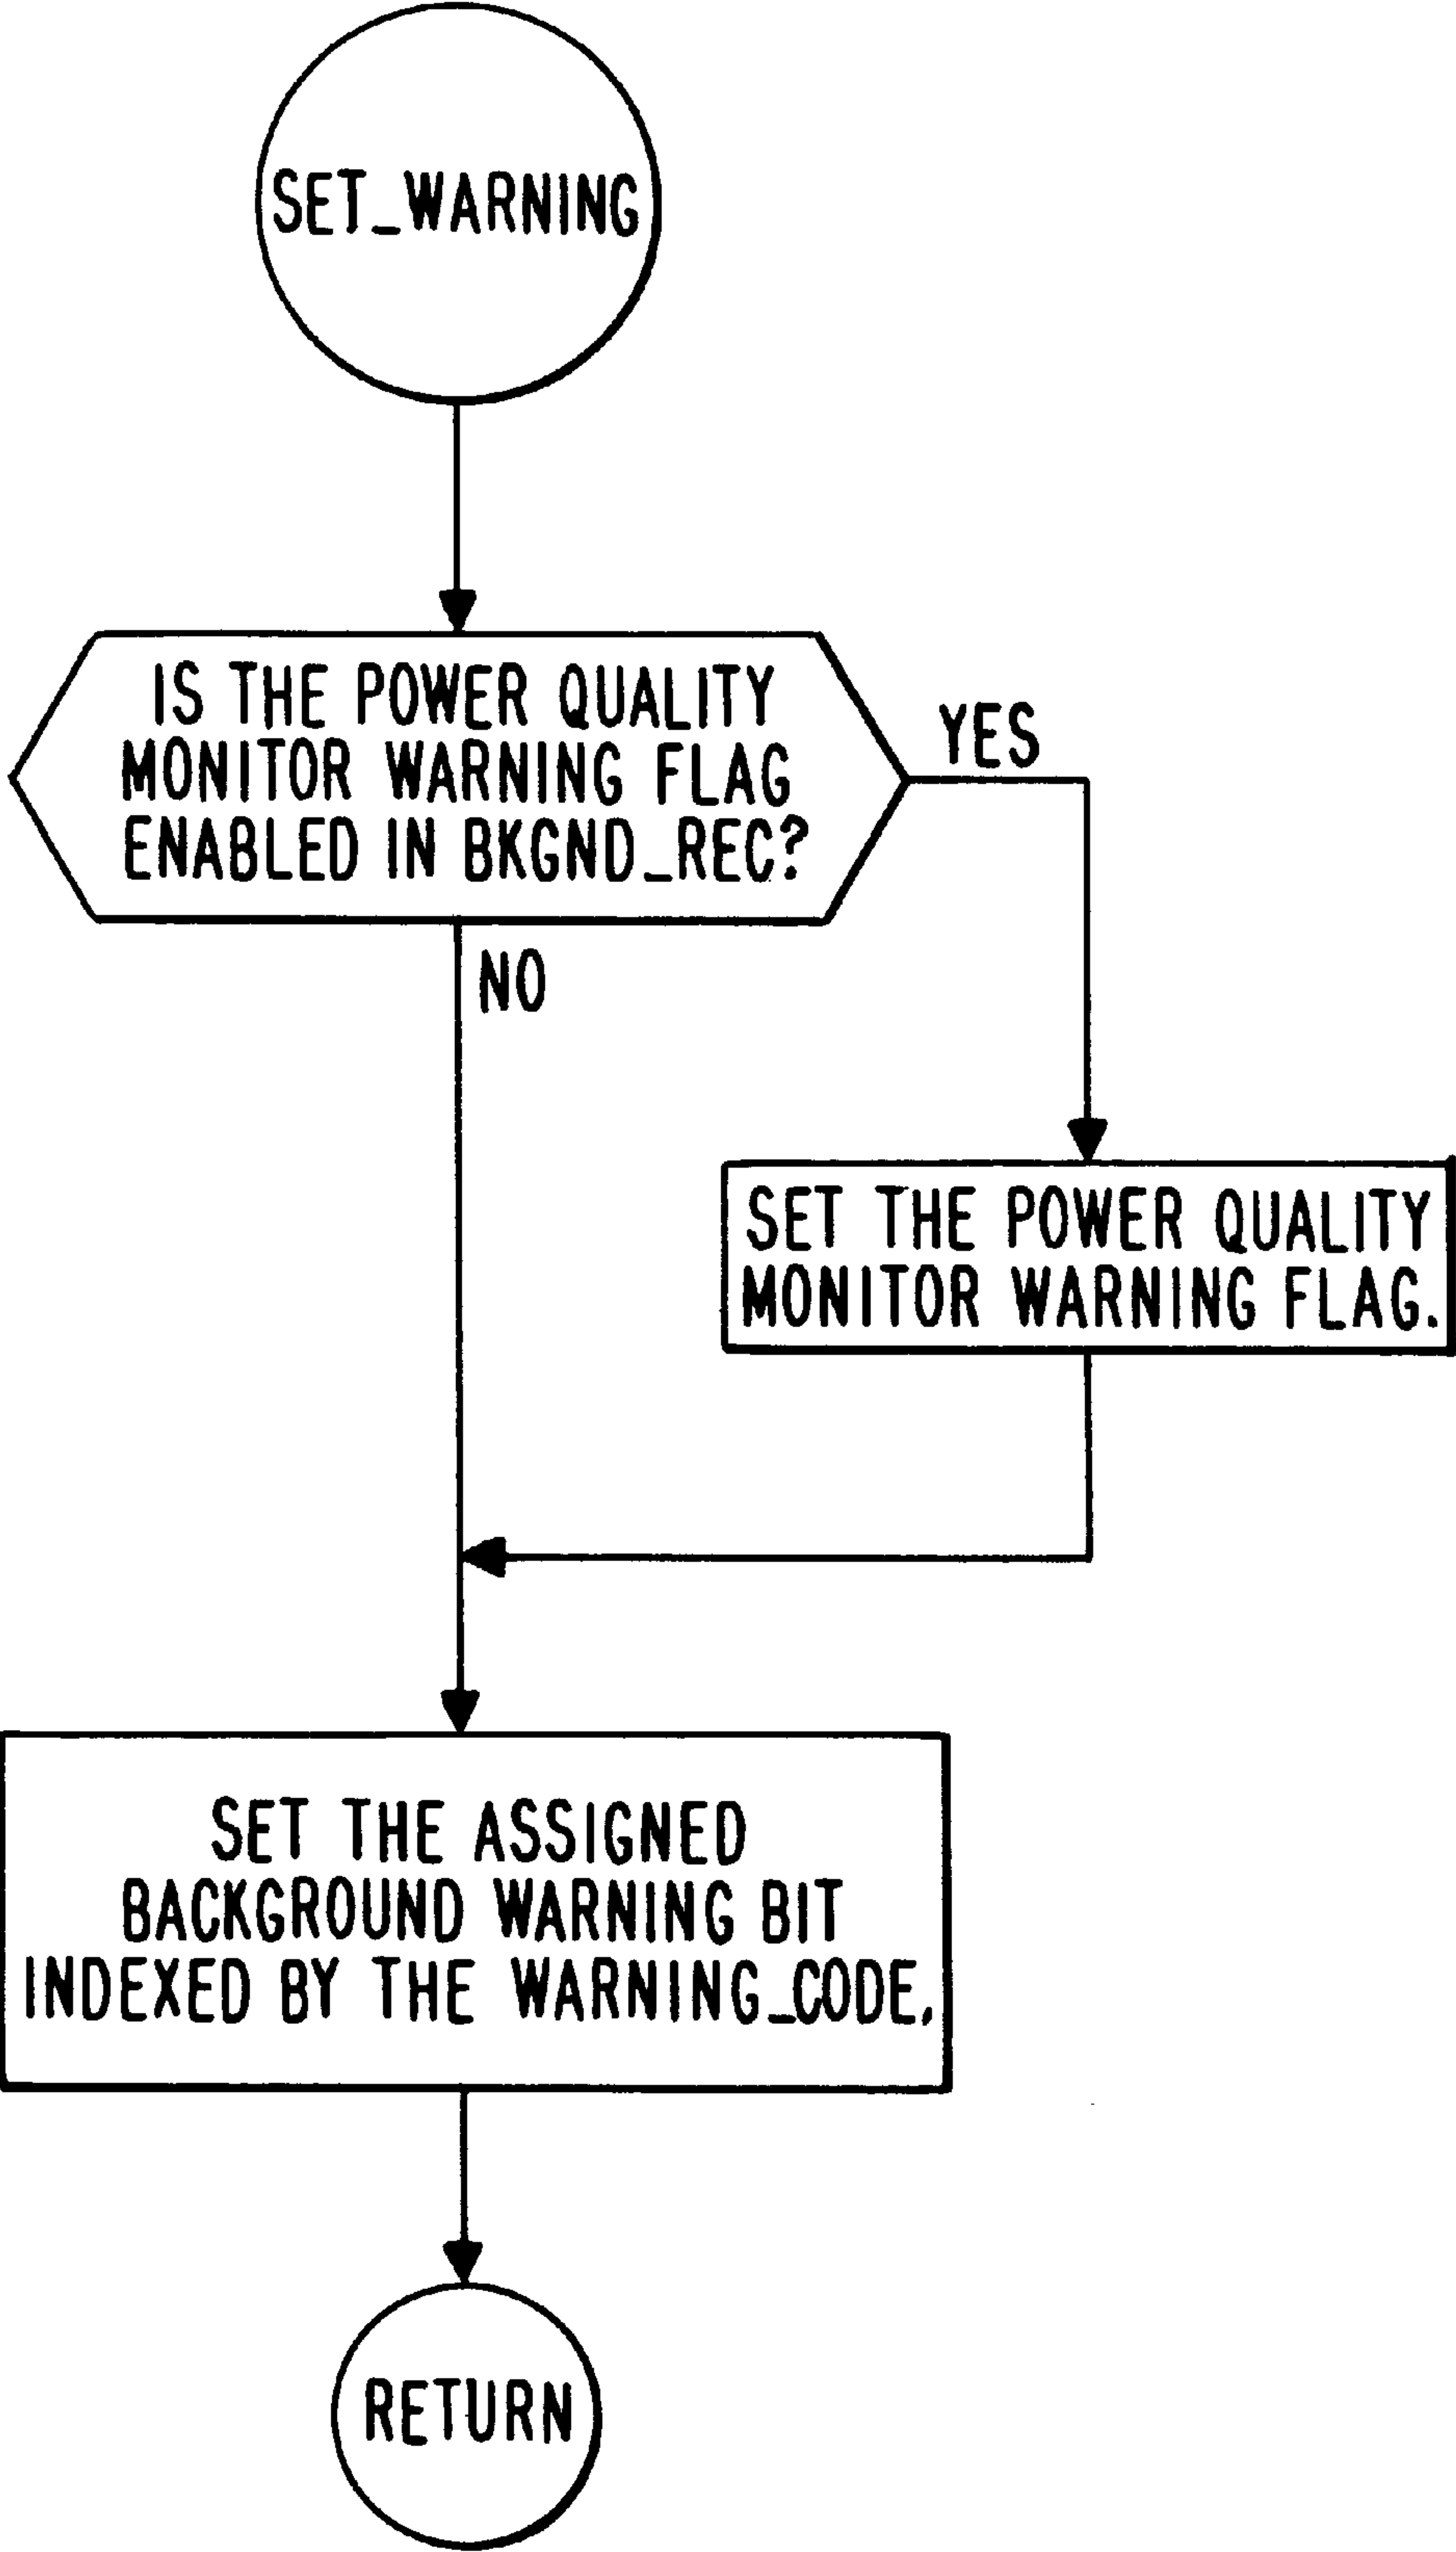 SET_WARNING
IS THE POWER QUALITY
MONITOR WARNING FLAG
ENABLED IN BKGND_REC?
YES
NO
SET THE POWER QUALITY
MONITOR WARNING FLAG.
SET THE ASSIGNED
BACKGROUND WARNING BIT
INDEXED BY THE WARNING_CODE.
RETURN